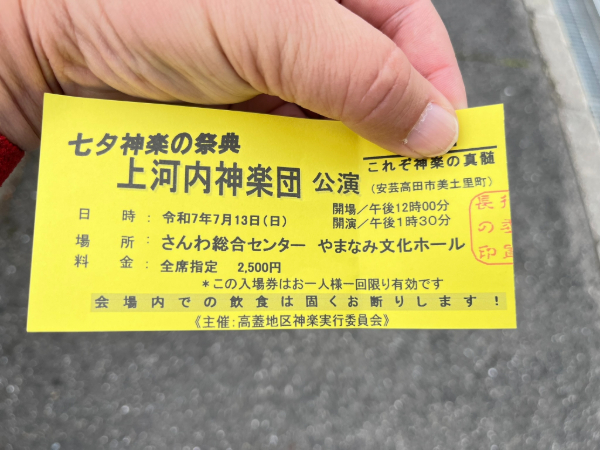 七夕神楽の祭典
これぞ神楽の真髄
上河内神楽団 公演
(安芸高田市美土里町)
日 時 : 令和7年7月13日(日)
開場/午後12時00分
開演/午後1時30分
場 所 : さんわ総合センター やまなみ文化ホール
料 金 : 全席指定 2,500円
*この入場券はお一人様一回限り有効です
会場内での飲食は固くお断りします!
《主催:高蓋地区神楽実行委員会》
長
の
印